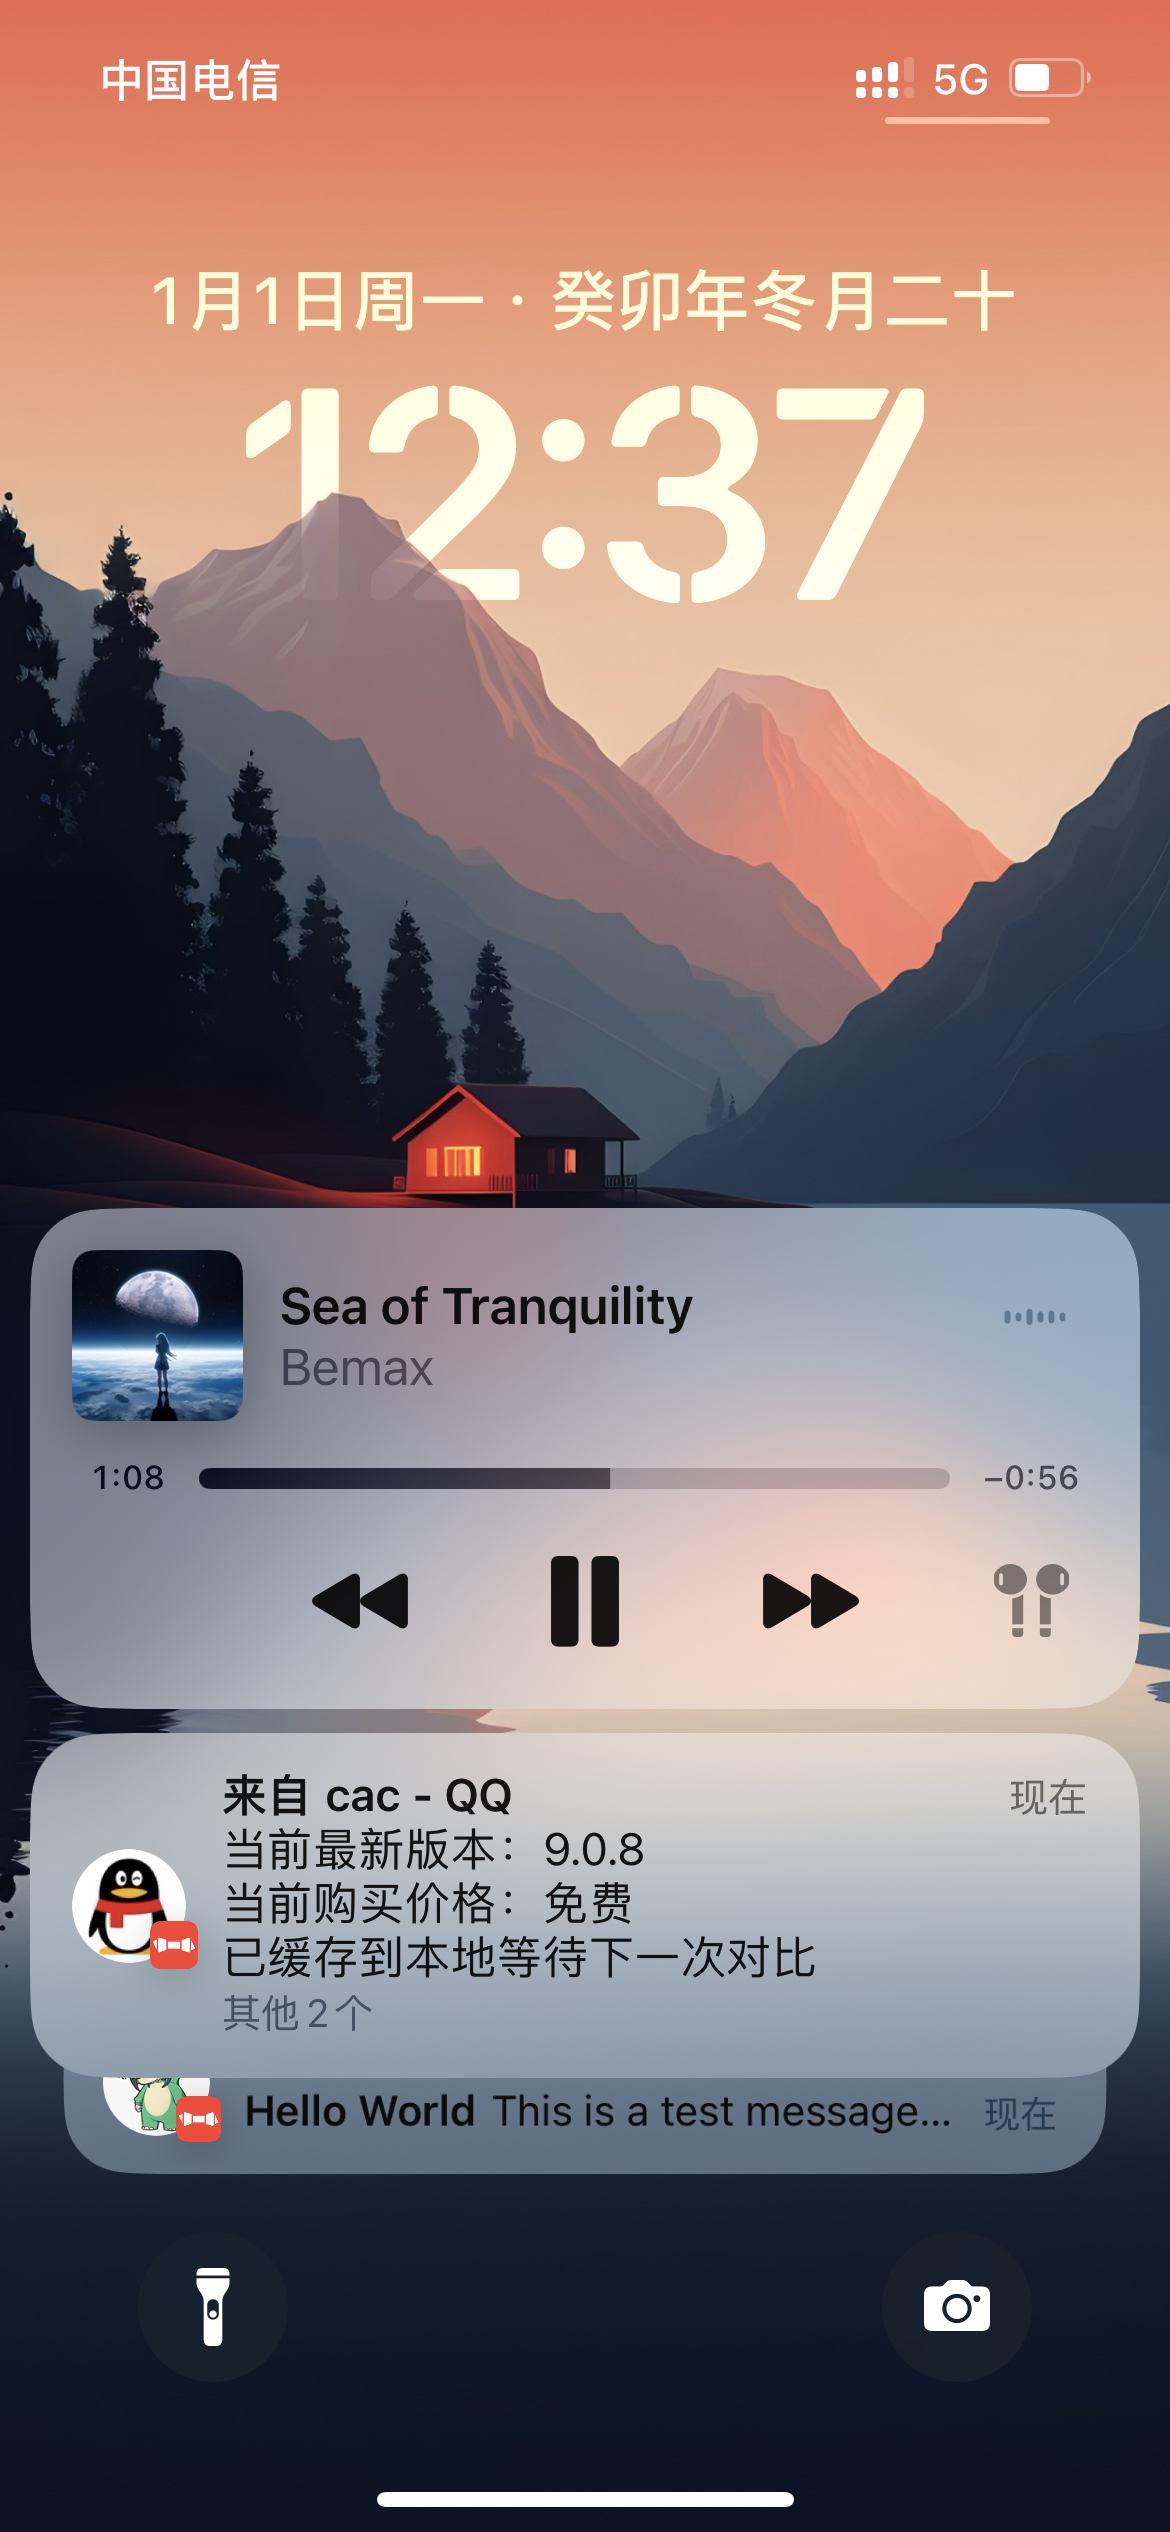 中国电信
5G
1月1日周一 · 癸卯年冬月二十
12:37
Sea of Tranquility
Bemax
1:08
−0:56
来自 cac - QQ
现在
当前最新版本：9.0.8
当前购买价格：免费
已缓存到本地等待下一次对比
其他 2 个
Hello World This is a test message...
现在